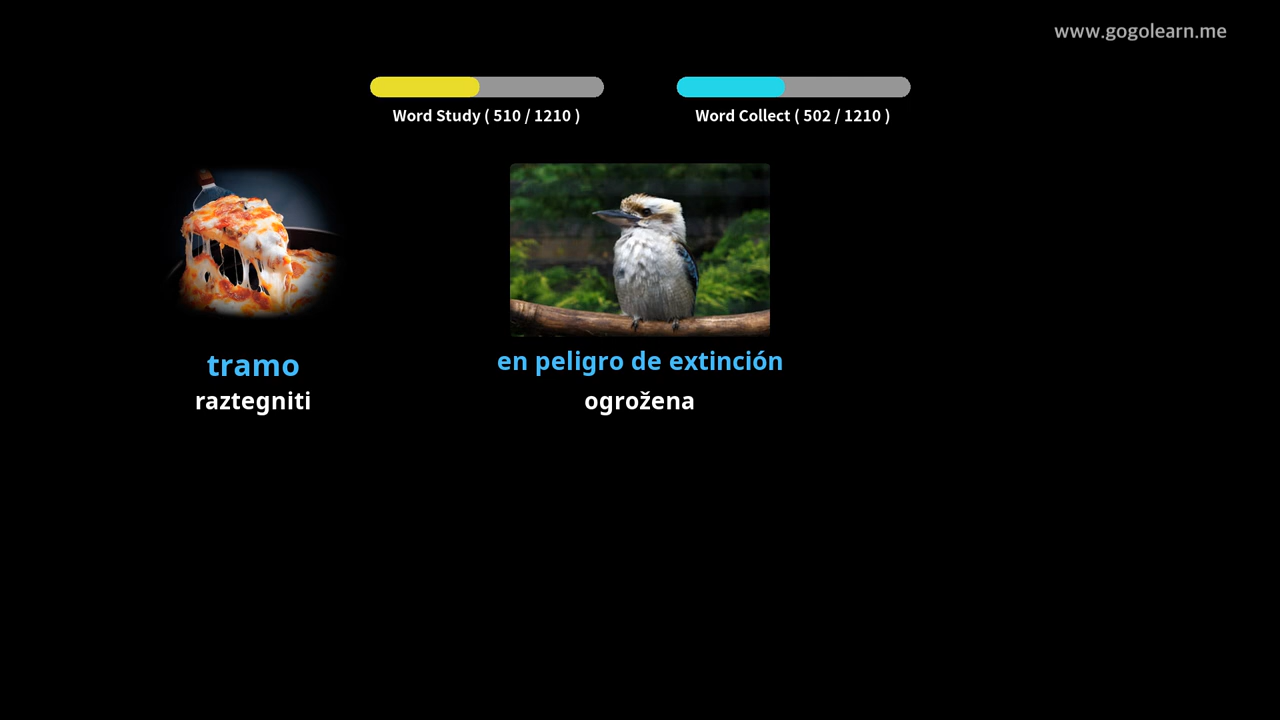 www.gogolearn.me
Word Study ( 510 / 1210 )
Word Collect ( 502 / 1210 )
tramo
raztegniti
en peligro de extinción
ogrožena